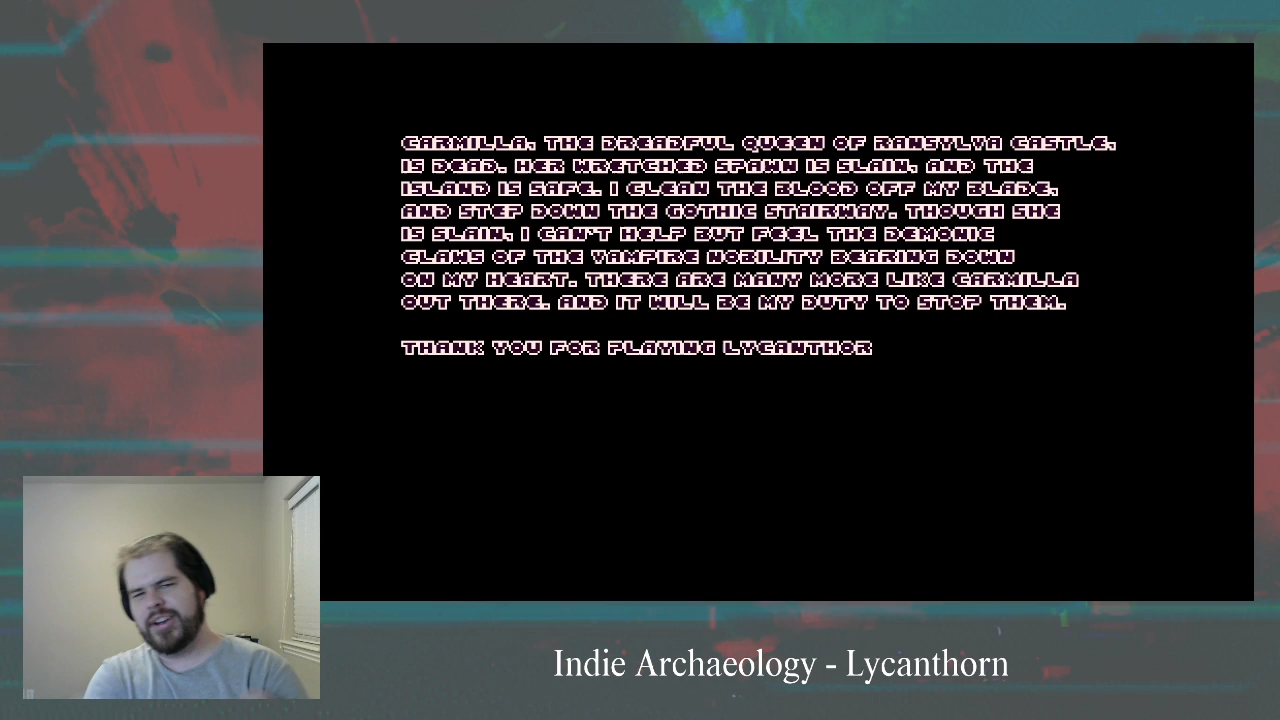 CARMILLA, THE DREADFUL QUEEN OF RANSYLVA CASTLE,
IS DEAD. HER WRETCHED SPAWN IS SLAIN, AND THE
ISLAND IS SAFE. I CLEAN THE BLOOD OFF MY BLADE,
AND STEP DOWN THE GOTHIC STAIRWAY. THOUGH SHE
IS SLAIN, I CAN'T HELP BUT FEEL THE DEMONIC
CLAWS OF THE VAMPIRE NOBILITY BEARING DOWN
ON MY HEART. THERE ARE MANY MORE LIKE CARMILLA
OUT THERE. AND IT WILL BE MY DUTY TO STOP THEM.
THANK YOU FOR PLAYING LYCANTHOR
Indie Archaeology - Lycanthorn